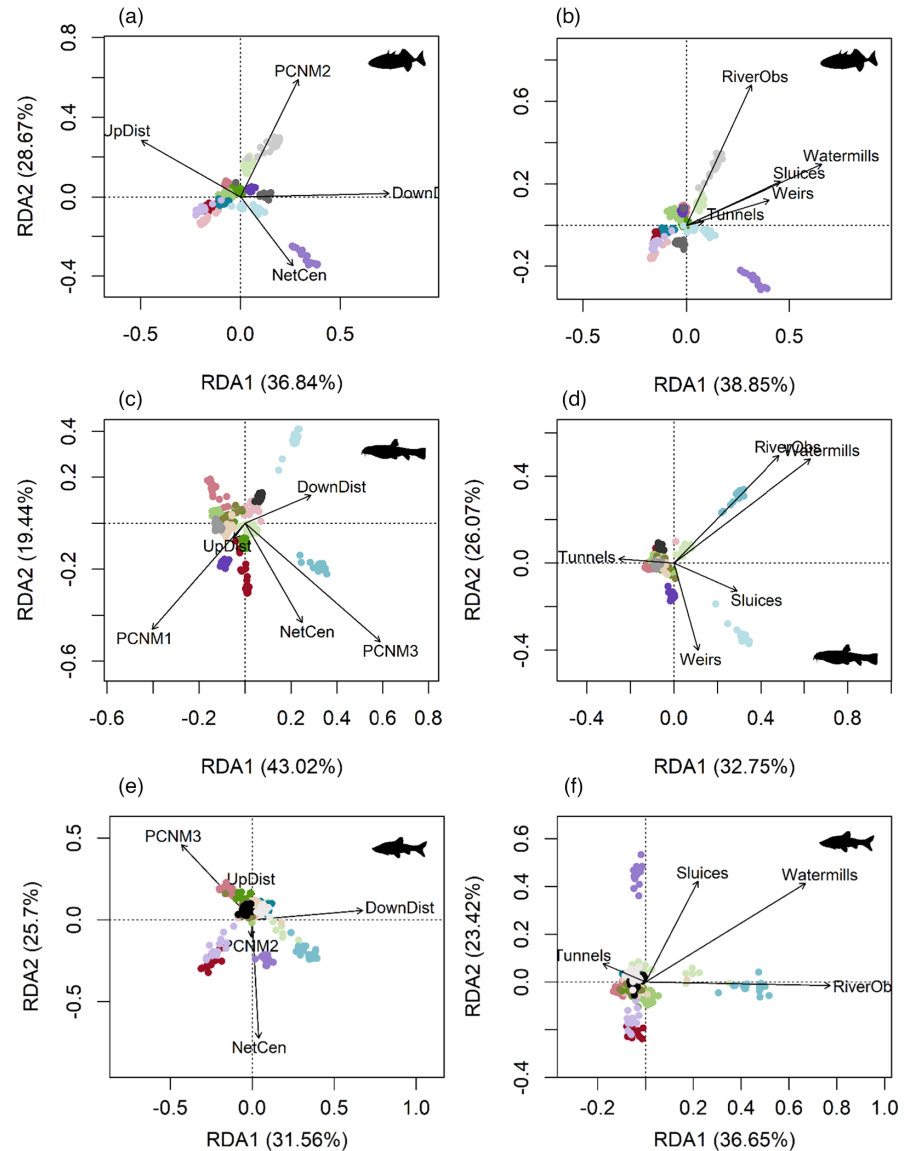 (a)
0.8
0.4
0.0
-0.4
RDA2 (28.67%)
PCNM2
UpDist
DownD
NetCen
-0.5
0.0
0.5
RDA1 (36.84%)
(b)
0.6
0.2
-0.2
RDA2 (20.2%)
RiverObs
Watermills
Sluices
Weirs
Tunnels
-0.5
0.0
0.5
RDA1 (38.85%)
(c)
0.4
0.2
-0.2
-0.6
RDA2 (19.44%)
DownDist
UpDist
PCNM1
NetCen
PCNM3
-0.6
-0.2
0.2
0.4
0.6
0.8
RDA1 (43.02%)
(d)
0.4
0.0
-0.4
RDA2 (26.07%)
RiverObs
Watermills
Tunnels
Sluices
Weirs
-0.4
0.0
0.4
0.8
RDA1 (32.75%)
(e)
0.5
0.0
-0.5
RDA2 (25.7%)
PCNM3
UpDist
DownDist
PCNM2
NetCen
-0.5
0.0
0.5
1.0
RDA1 (31.56%)
(f)
0.6
0.4
0.2
0.0
-0.4
RDA2 (23.42%)
Sluices
Watermills
Tunnels
RiverOb
-0.2
0.0
0.2
0.4
0.6
0.8
1.0
RDA1 (36.65%)